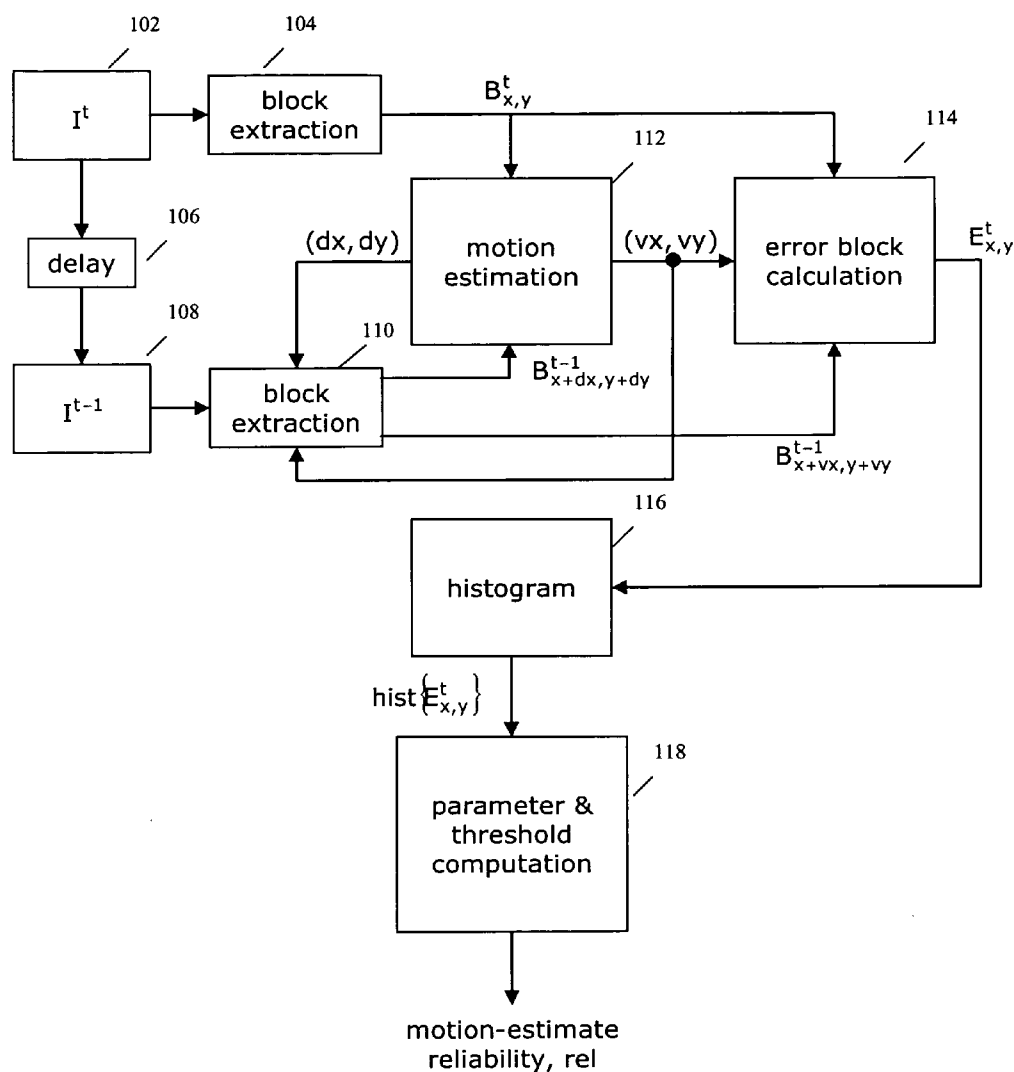 102
104
I^t
block
extraction
B^t_{x,y}
112
114
106
delay
(dx, dy)
motion
estimation
(vx, vy)
error block
calculation
E^t_{x,y}
108
110
I^{t-1}
block
extraction
B^{t-1}_{x+dx,y+dy}
B^{t-1}_{x+vx,y+vy}
116
histogram
hist{E^t_{x,y}}
118
parameter &
threshold
computation
motion-estimate
reliability, rel